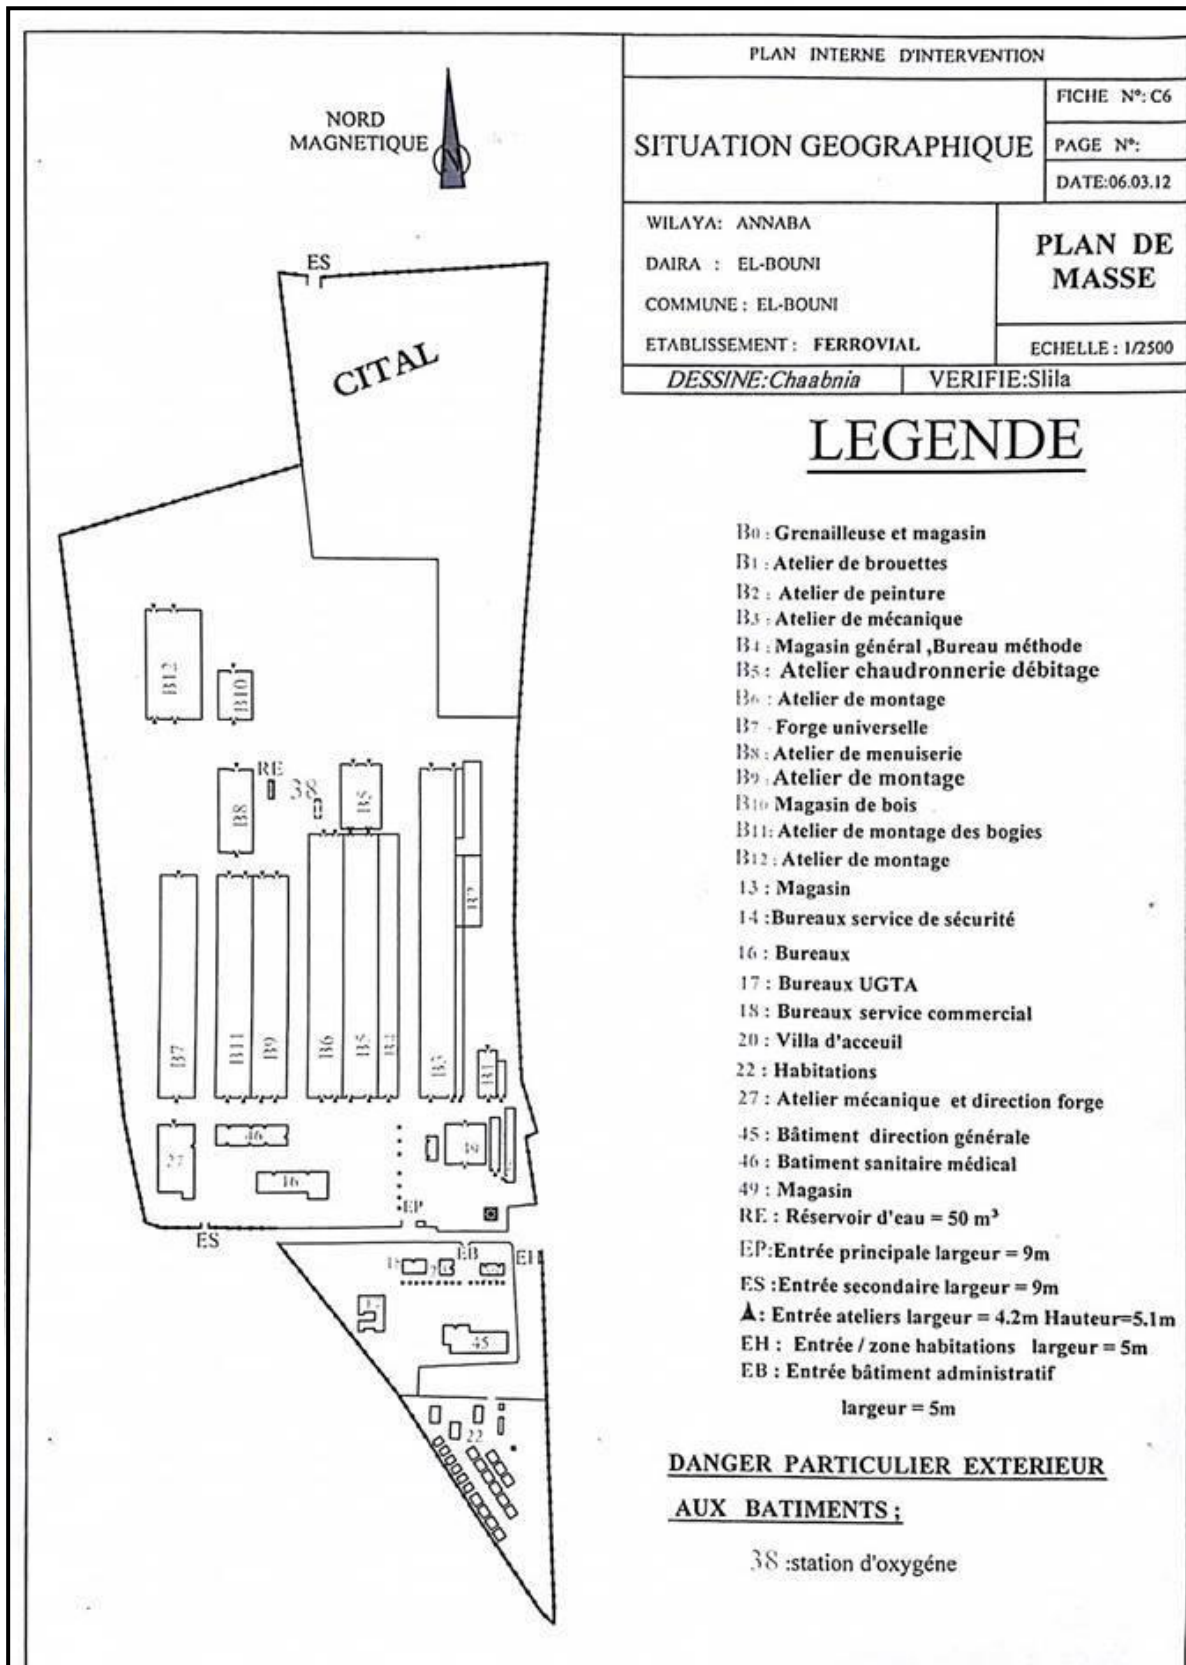 PLAN INTERNE D'INTERVENTION
SITUATION GEOGRAPHIQUE
FICHE N°: C6
PAGE N°:
DATE:06.03.12
WILAYA: ANNABA
DAIRA : EL-BOUNI
COMMUNE : EL-BOUNI
ETABLISSEMENT : FERROVIAL
PLAN DE
MASSE
ECHELLE : 1/2500
DESSINE:Chaabnia
VERIFIE:Slila
NORD
MAGNETIQUE
N
ES
CITAL
B12
B10
RE
38
B8
B5
B2
B7
B11
B9
B6
B5
B4
B3
B1
27
46
16
49
EP
ES
EB
EH
45
22
LEGENDE
B0 : Grenailleuse et magasin
B1 : Atelier de brouettes
B2 : Atelier de peinture
B3 : Atelier de mécanique
B4 : Magasin général ,Bureau méthode
B5 : Atelier chaudronnerie débitage
B6 : Atelier de montage
B7 · Forge universelle
B8 : Atelier de menuiserie
B9 : Atelier de montage
B10 Magasin de bois
B11: Atelier de montage des bogies
B12 : Atelier de montage
13 : Magasin
14 :Bureaux service de sécurité
16 : Bureaux
17 : Bureaux UGTA
18 : Bureaux service commercial
20 : Villa d'acceuil
22 : Habitations
27 : Atelier mécanique et direction forge
45 : Bâtiment direction générale
46 : Batiment sanitaire médical
49 : Magasin
RE : Réservoir d'eau = 50 m³
EP:Entrée principale largeur = 9m
ES :Entrée secondaire largeur = 9m
: Entrée ateliers largeur = 4.2m Hauteur=5.1m
EH : Entrée / zone habitations largeur = 5m
EB : Entrée bâtiment administratif
largeur = 5m
DANGER PARTICULIER EXTERIEUR
AUX BATIMENTS ;
38 :station d'oxygéne